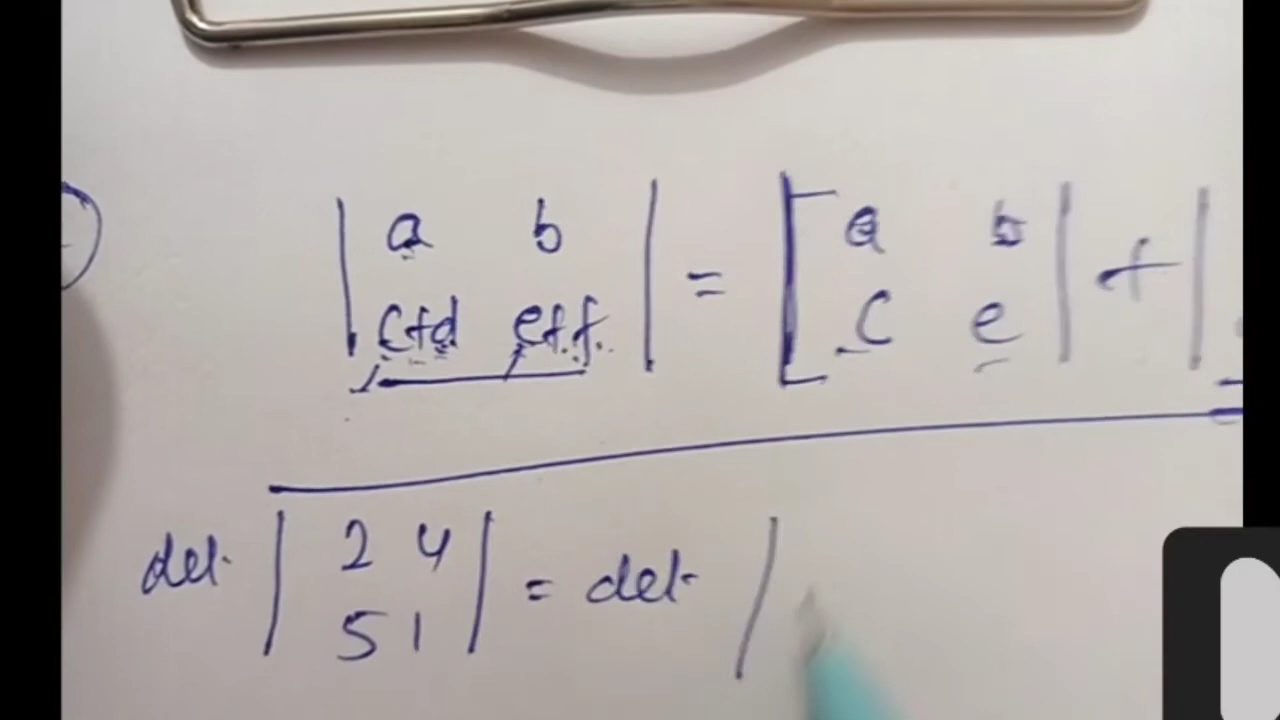 | a b | = [ a b | + |
| c+d e+f | [ c e | |
det. | 2 4 | = det. |
| 5 1 |